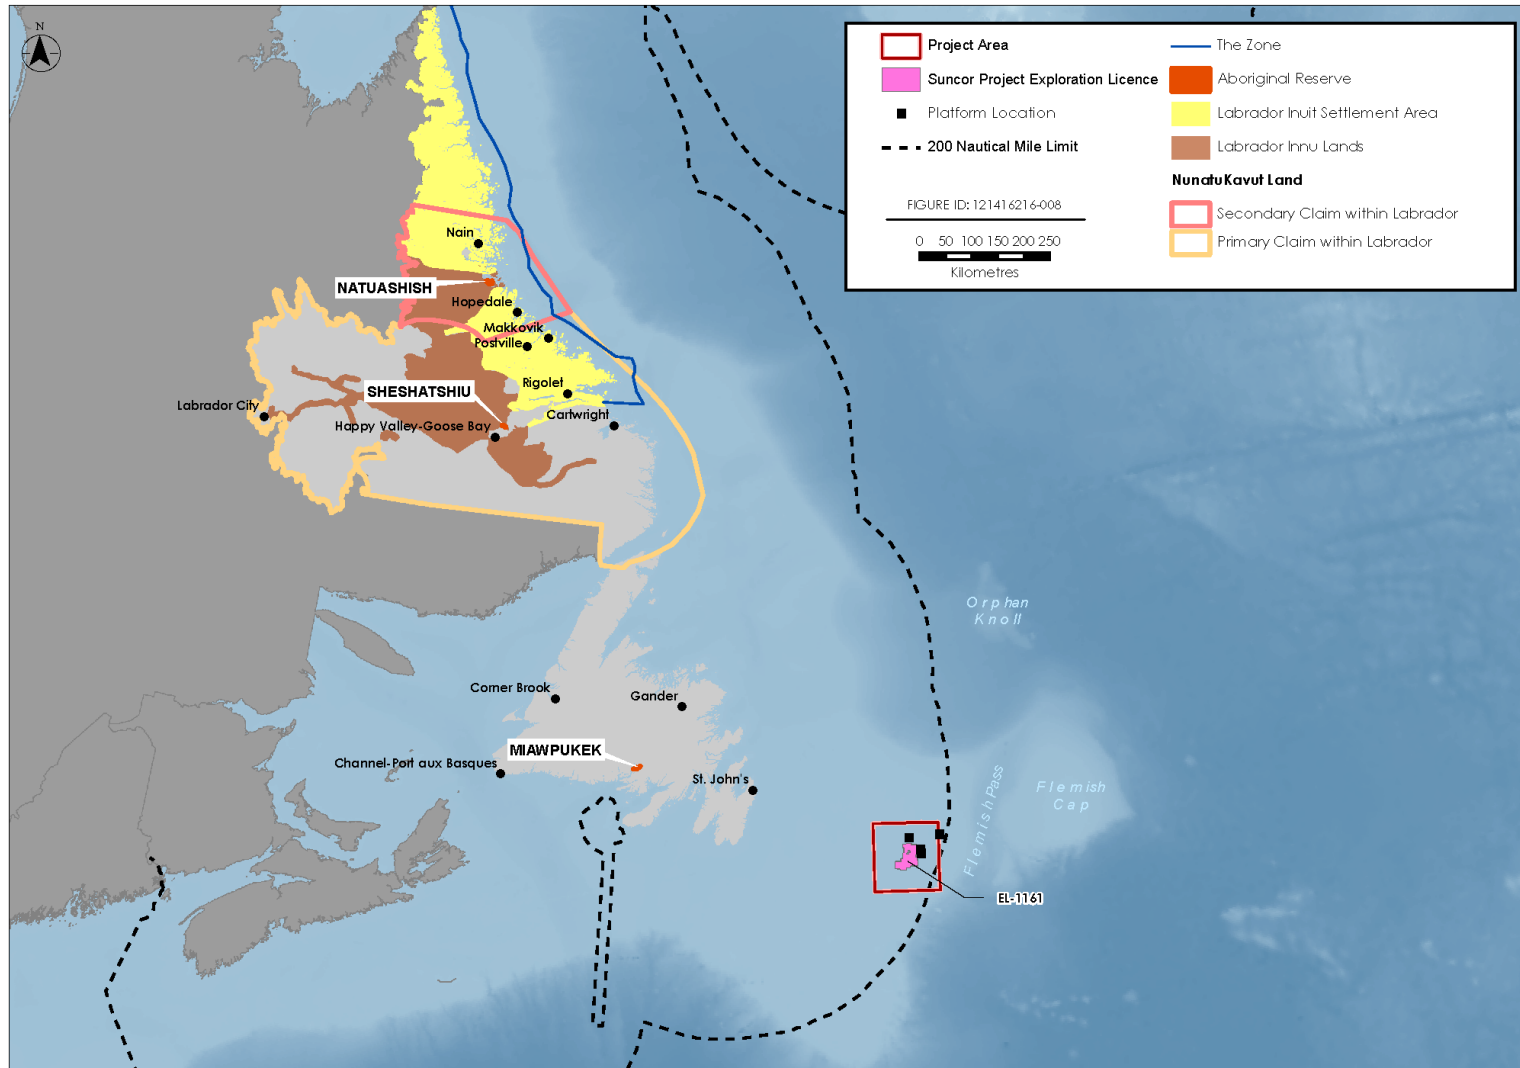 N
Project Area
Suncor Project Exploration Licence
Platform Location
200 Nautical Mile Limit
FIGURE ID: 121416216-008
0 50 100 150 200 250
Kilometres
The Zone
Aboriginal Reserve
Labrador Inuit Settlement Area
Labrador Innu Lands
NunatuKavut Land
Secondary Claim within Labrador
Primary Claim within Labrador
Nain
NATUASHISH
Hopedale
Makkovik
Postville
Rigolet
SHESHATSHIU
Labrador City
Cartwright
Happy Valley-Goose Bay
Orphan
Knoll
Corner Brook
Gander
MIAWPUKEK
Channel-Port aux Basques
St. John's
Flemish Pass
Flemish
Cap
EL-1161